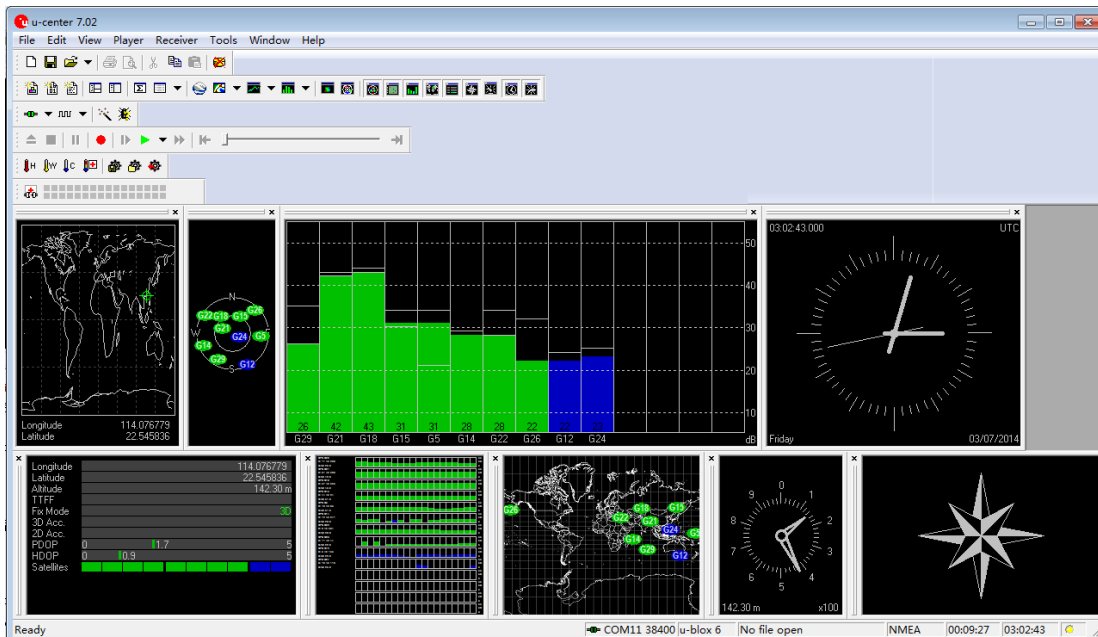 u-center 7.02
File Edit View Player Receiver Tools Window Help
H W C
03:02:43.000 UTC
50
40
30
20
10
dB
N
W
E
S
G22 G18 G15 G26
G21 G24 G5
G14
G29 G12
26 42 43 31 31 28 28 22 22 23
G29 G21 G18 G15 G5 G14 G22 G26 G12 G24
Longitude 114.076779
Latitude 22.545836
Friday 03/07/2014
Longitude 114.076779
Latitude 22.545836
Altitude 142.30 m
TTFF
Fix Mode 3D
3D Acc.
2D Acc.
PDOP 0 1.7 5
HDOP 0 0.9 5
Satellites
G26 G22 G18 G15
G21 G24 G5
G14 G29 G12
0 1 2 3 4 5 6 7 8 9
142.30 m x100
Ready COM11 38400 u-blox 6 No file open NMEA 00:09:27 03:02:43